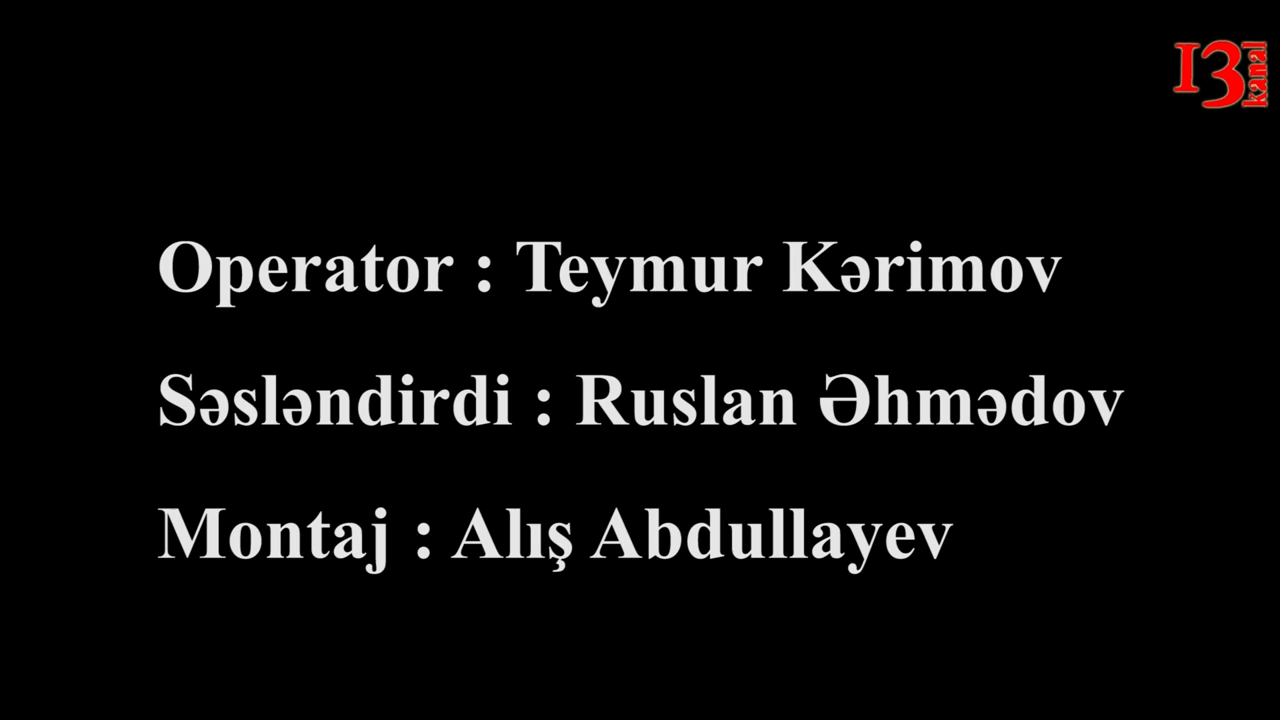 13 kanal
Operator : Teymur Kərimov
Səsləndirdi : Ruslan Əhmədov
Montaj : Alış Abdullayev